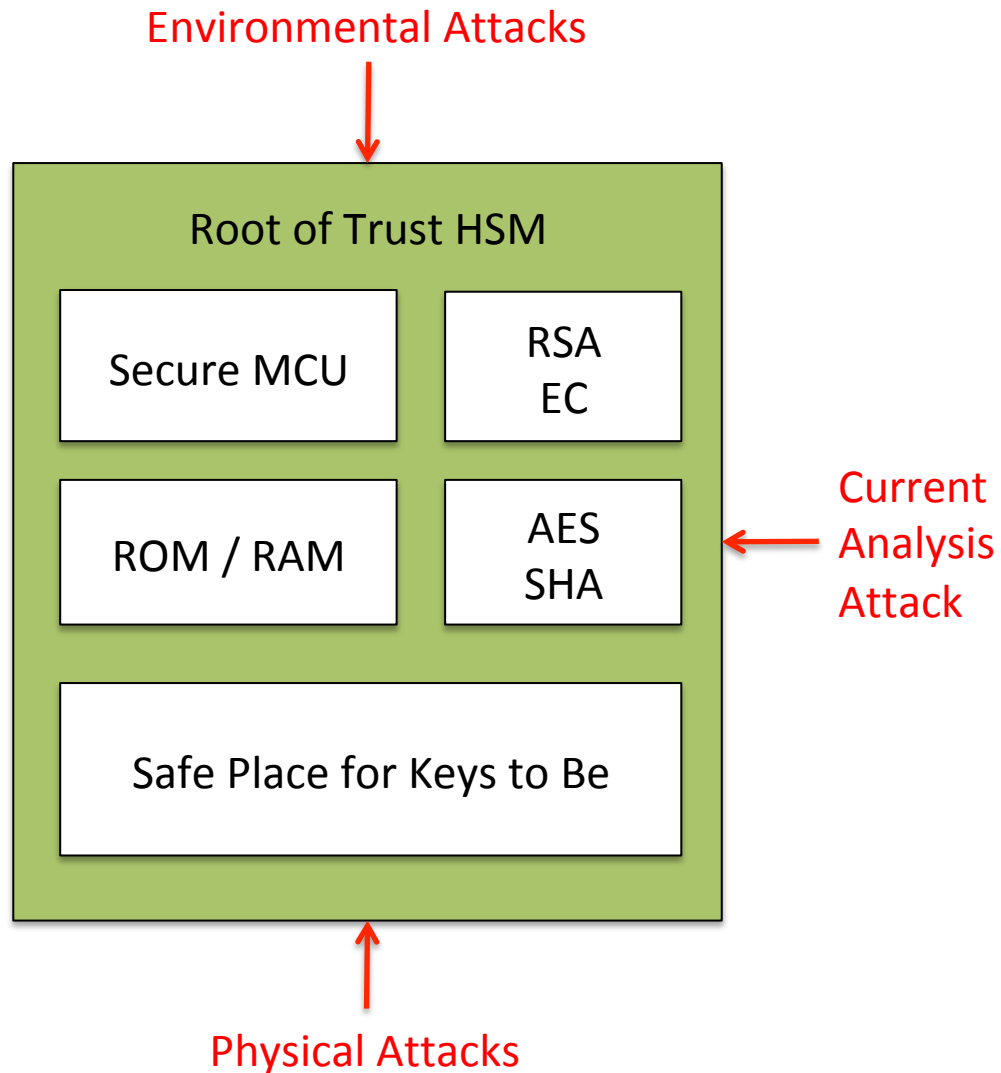 Environmental Attacks
Root of Trust HSM
Secure MCU
RSA
EC
ROM / RAM
AES
SHA
Current
Analysis
Attack
Safe Place for Keys to Be
Physical Attacks